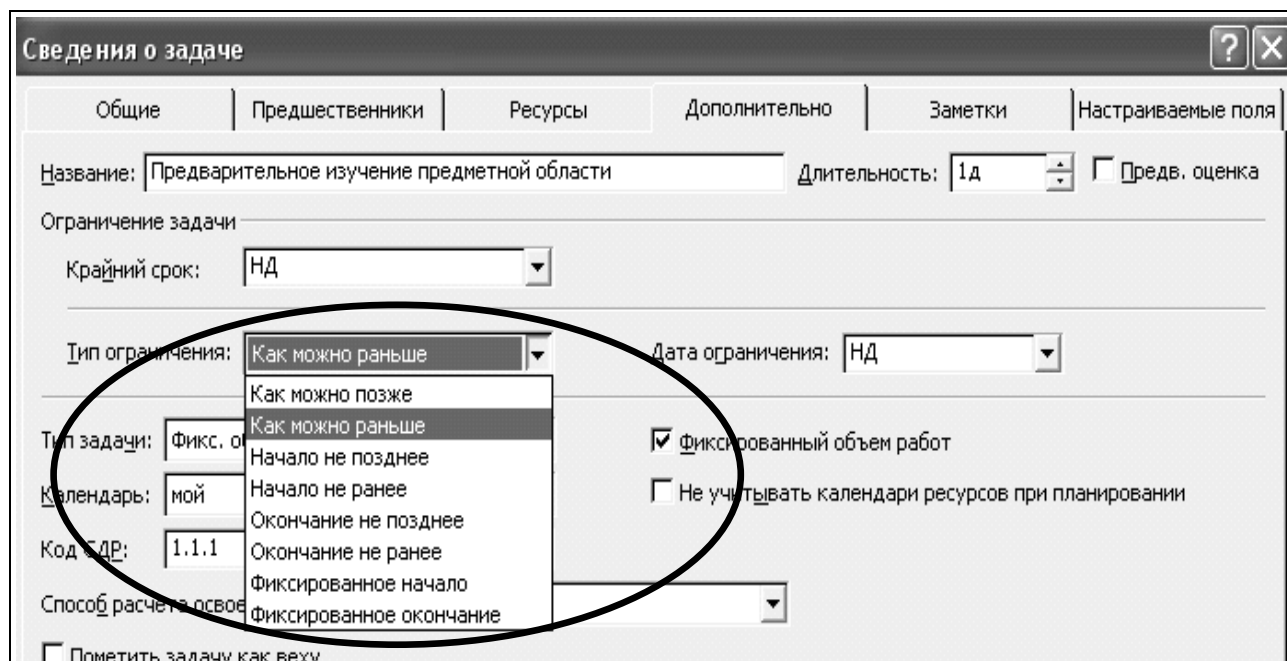 Сведения о задаче
Общие Предшественники Ресурсы Дополнительно Заметки Настраиваемые поля
Название: Предварительное изучение предметной области Длительность: 1д Предв. оценка
Ограничение задачи
Крайний срок: НД
Тип ограничения: Как можно раньше Дата ограничения: НД
Как можно позже
Как можно раньше
Тип задачи: Фикс. Фиксированный объем работ
Начало не позднее
Календарь: мой Начало не ранее Не учитывать календари ресурсов при планировании
Окончание не позднее
Код СДР: 1.1.1 Окончание не ранее
Фиксированное начало
Способ расчета Фиксированное окончание
Пометить задачу как веху